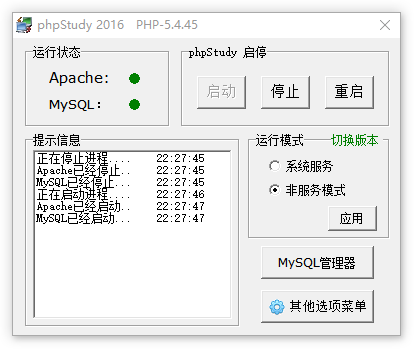 phpStudy 2016 PHP-5.4.45
运行状态
Apache:
MySQL:
phpStudy 启停
启动 停止 重启
提示信息
正在停止进程.... 22:27:45
Apache已经停止.. 22:27:45
MySQL已经停止... 22:27:45
正在启动进程.... 22:27:46
Apache已经启动.. 22:27:47
MySQL已经启动... 22:27:47
运行模式 切换版本
系统服务
非服务模式
应用
MySQL管理器
其他选项菜单